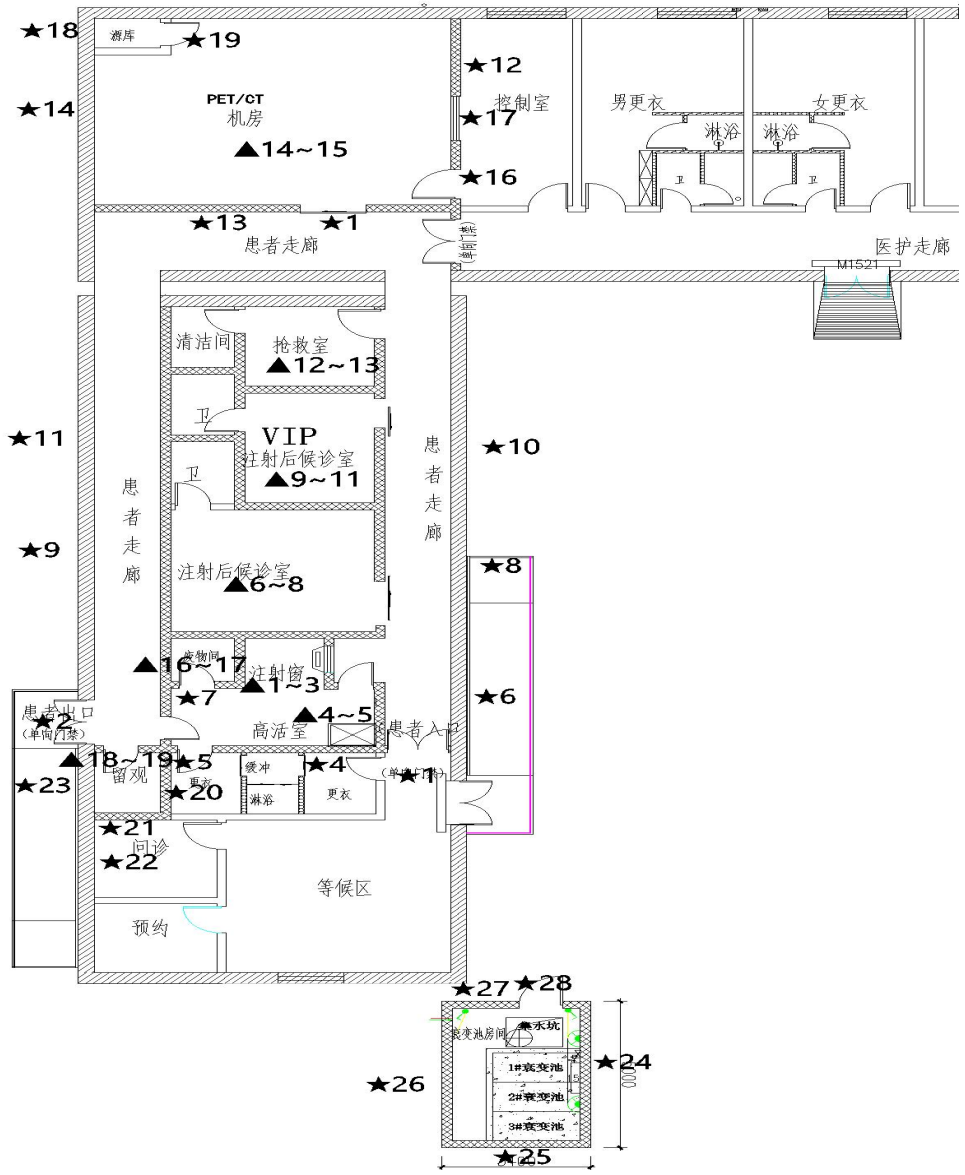 ★18
源库
★19
★12
★14
PET/CT
机房
控制室
男更衣
女更衣
★17
淋浴
淋浴
▲14~15
★16
卫
卫
★13
★1
患者走廊
(单向门禁)
医护走廊
M1521
清洁间
抢救室
▲12~13
卫
VIP
★11
注射后候诊室
★10
卫
▲9~11
患者走廊
患者走廊
★9
注射后候诊室
★8
▲6~8
废物间
▲16~17
注射窗
▲1~3
★7
★6
▲4~5
患者出口
★2
高活室
患者入口
(单向门禁)
▲18~19
★5
缓冲
★4
留观
★1
★23
更衣
★20
淋浴
更衣
★21
问诊
★22
等候区
预约
★27
★28
集水坑
衰变池房间
★24
1#衰变池
★26
2#衰变池
3#衰变池
★25